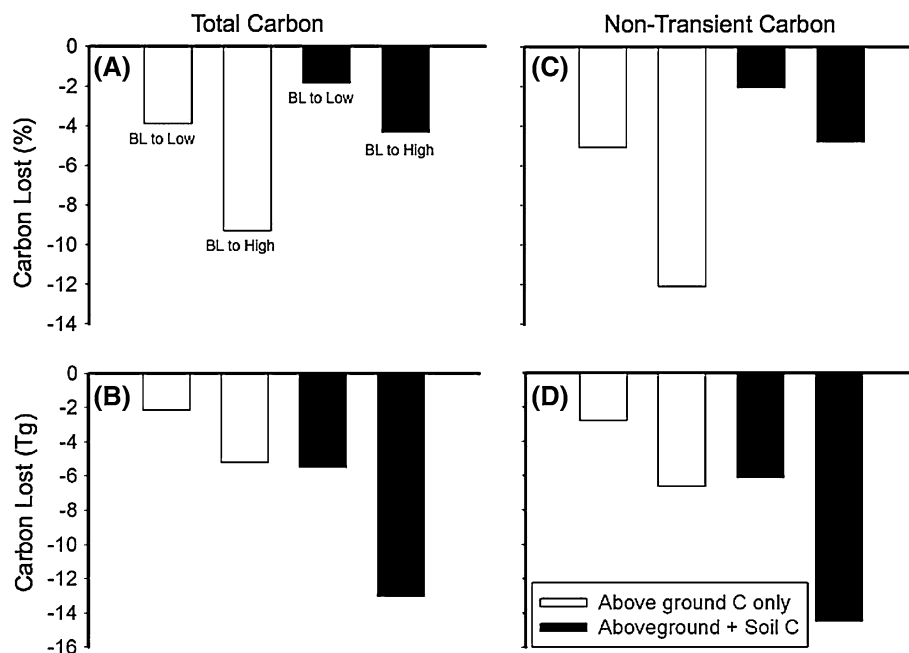 Total Carbon
Non-Transient Carbon
0
-2
-4
-6
-8
-10
-12
-14
Carbon Lost (%)
(A)
BL to Low
BL to High
BL to Low
BL to High
(C)
0
-2
-4
-6
-8
-10
-12
-14
-16
Carbon Lost (Tg)
(B)
(D)
Above ground C only
Aboveground + Soil C